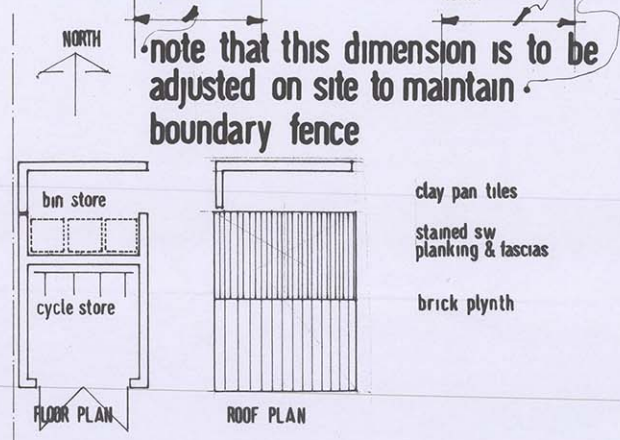 NORTH
·note that this dimension is to be
adjusted on site to maintain ·
boundary fence
bin store
cycle store
FLOOR PLAN
ROOF PLAN
clay pan tiles
stained sw
planking & fascias
brick plynth